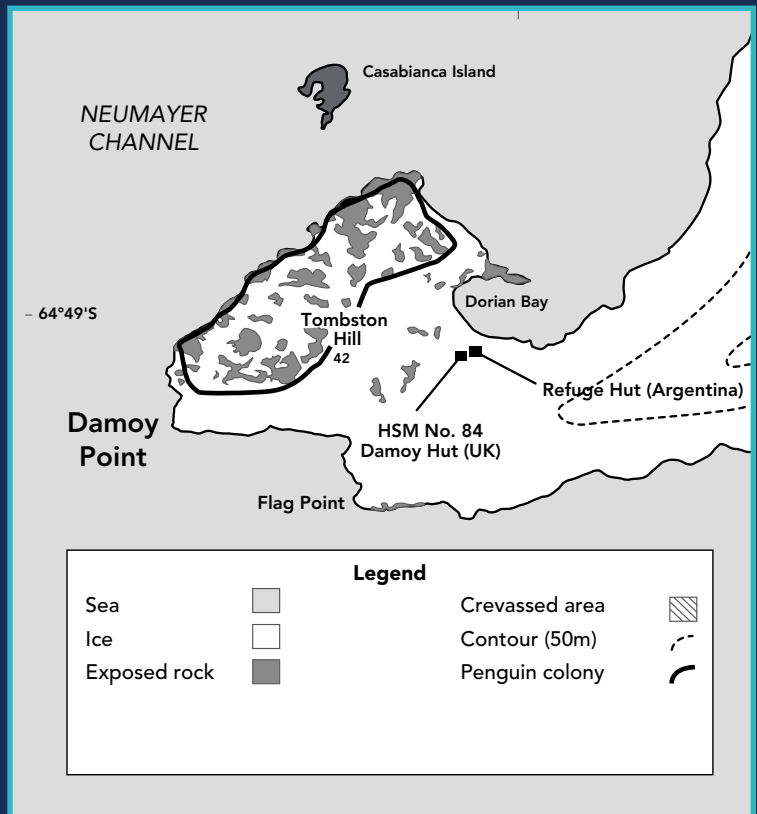 Casabianca Island
NEUMAYER
CHANNEL
64°49'S
Dorian Bay
Tombston
Hill
42
Refuge Hut (Argentina)
Damoy
Point
HSM No. 84
Damoy Hut (UK)
Flag Point
Legend
Sea
Ice
Exposed rock
Crevassed area
Contour (50m)
Penguin colony